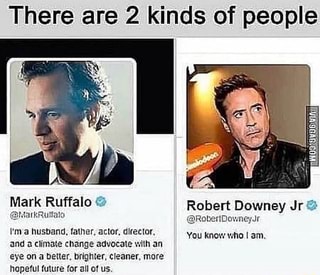 There are 2 kinds of people
Mark Ruffalo
@MarkRuffalo
I'm a husband, father, actor, director,
and a climate change advocate with an
eye on a better, brighter, cleaner, more
hopeful future for all of us.
nickelodeon
Robert Downey Jr
@RobertDowneyJr
You know who I am.
VIA 9GAG.COM